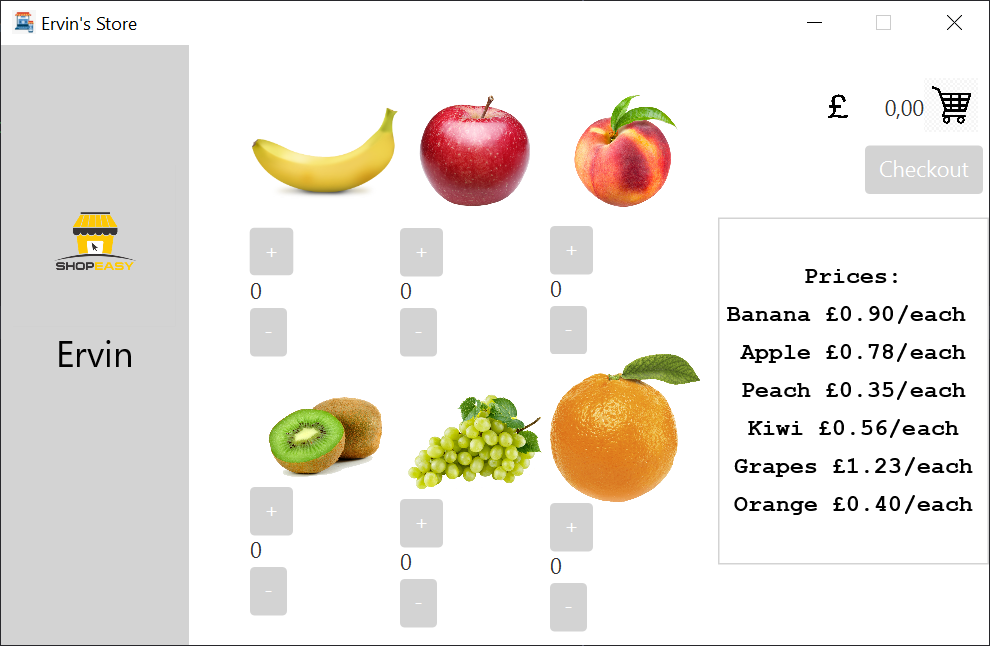 Ervin's Store
£ 0,00
Checkout
SHOPEASY
Ervin
+
+
+
0
0
0
-
-
-
+
+
+
0
0
0
-
-
-
Prices:
Banana £0.90/each
Apple £0.78/each
Peach £0.35/each
Kiwi £0.56/each
Grapes £1.23/each
Orange £0.40/each